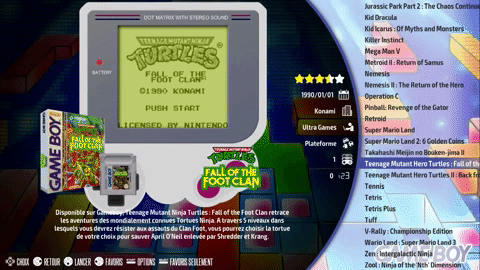 DOT MATRIX WITH STEREO SOUND
BATTERY
TEENAGE MUTANT NINJA
TURTLES
FALL OF THE
FOOT CLAN
©1990 KONAMI
PUSH START
LICENSED BY NINTENDO
GAME BOY
TURTLES
FALL OF THE
FOOT CLAN
1990/01/01
Konami
Ultra Games
Plateforme
1
0
Disponible sur Gameboy, Teenage Mutant Ninja Turtles : Fall of the Foot Clan retrace
les aventures des mondialement connues Tortues Ninja. A travers 5 niveaux dans
lesquels vous devrez résister aux assauts du Clan Foot, vous pourrez choisir la tortue
de votre choix pour sauver April O'Neil enlevée par Shredder et Krang.
CHOIX
RETOUR
LANCER
FAVORIS
OPTIONS
FAVORIS SEULEMENT
Jurassic Park Part 2 : The Chaos Continu
Kid Dracula
Kid Icarus : Of Myths and Monsters
Killer Instinct
Mega Man V
Metroid II : Return of Samus
Nemesis
Nemesis II : The Return of the Hero
Operation C
Pinball: Revenge of the Gator
Retroid
Super Mario Land
Super Mario Land 2: 6 Golden Coins
Takahashi Meijin no Bouken-jima II
Teenage Mutant Hero Turtles : Fall of
Teenage Mutant Hero Turtles II : Back fr
Tennis
Tetris
Tetris Plus
Tuff
V-Rally : Championship Edition
Wario Land : Super Mario Land 3
Zen : Intergalactic Ninja
Zool : Ninja of the 'Nth' Dimension
GAME BOY